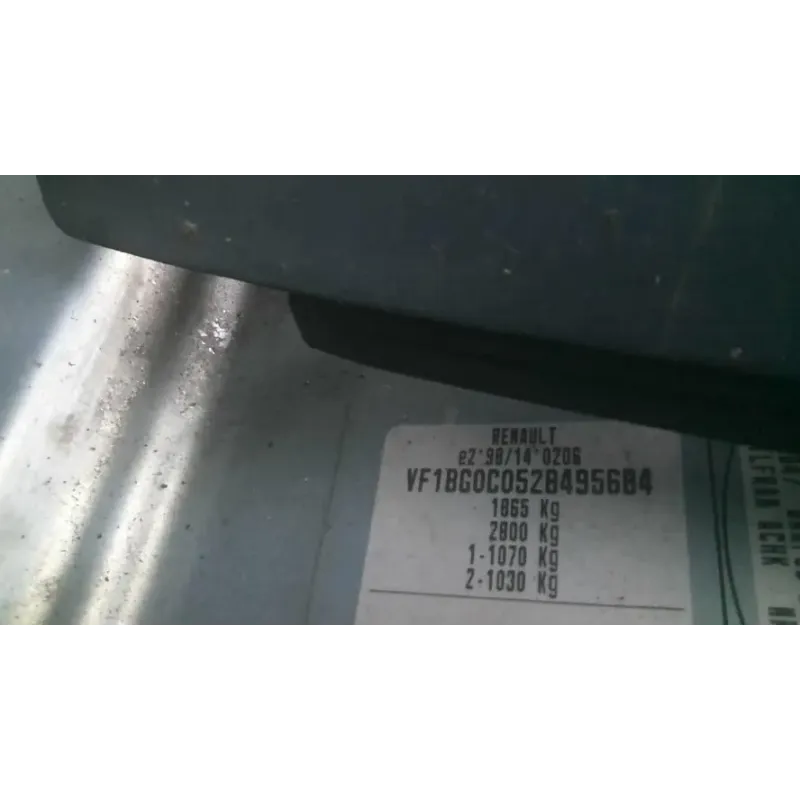 RENAULT
e2*98/14*0206
VF1BG0C0528495684
1865 Kg
2800 Kg
1-1070 Kg
2-1030 Kg